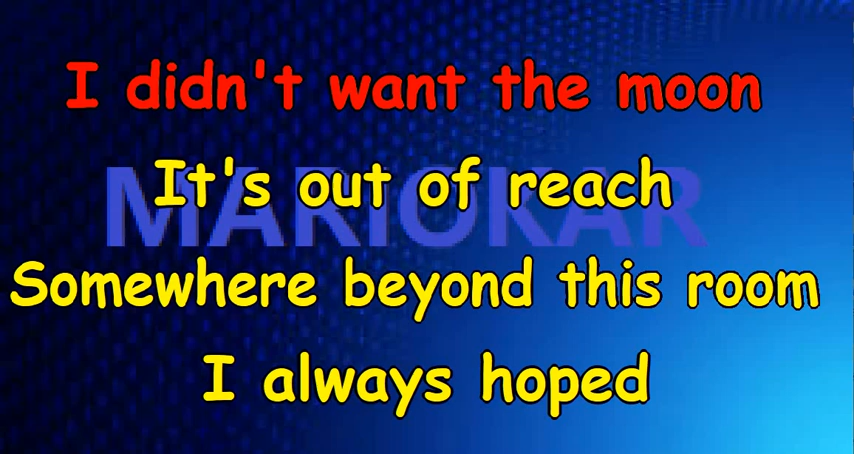 I didn't want the moon
It's out of reach
MARIOKAR
Somewhere beyond this room
I always hoped